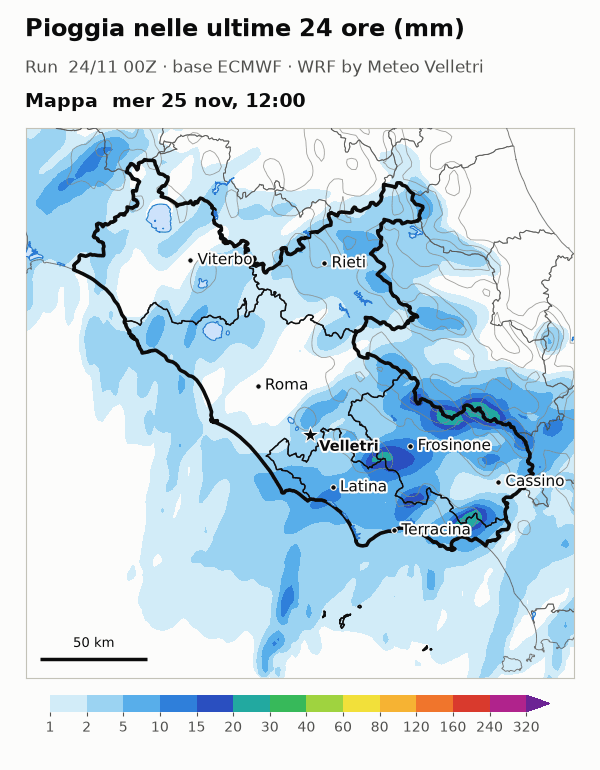 Pioggia nelle ultime 24 ore (mm)
Run  24/11 00Z · base ECMWF · WRF by Meteo Velletri
Mappa  mer 25 nov, 12:00
Viterbo
Rieti
Roma
Velletri
Frosinone
Latina
Cassino
Terracina
50 km
1 2 5 10 15 20 30 40 60 80 120 160 240 320